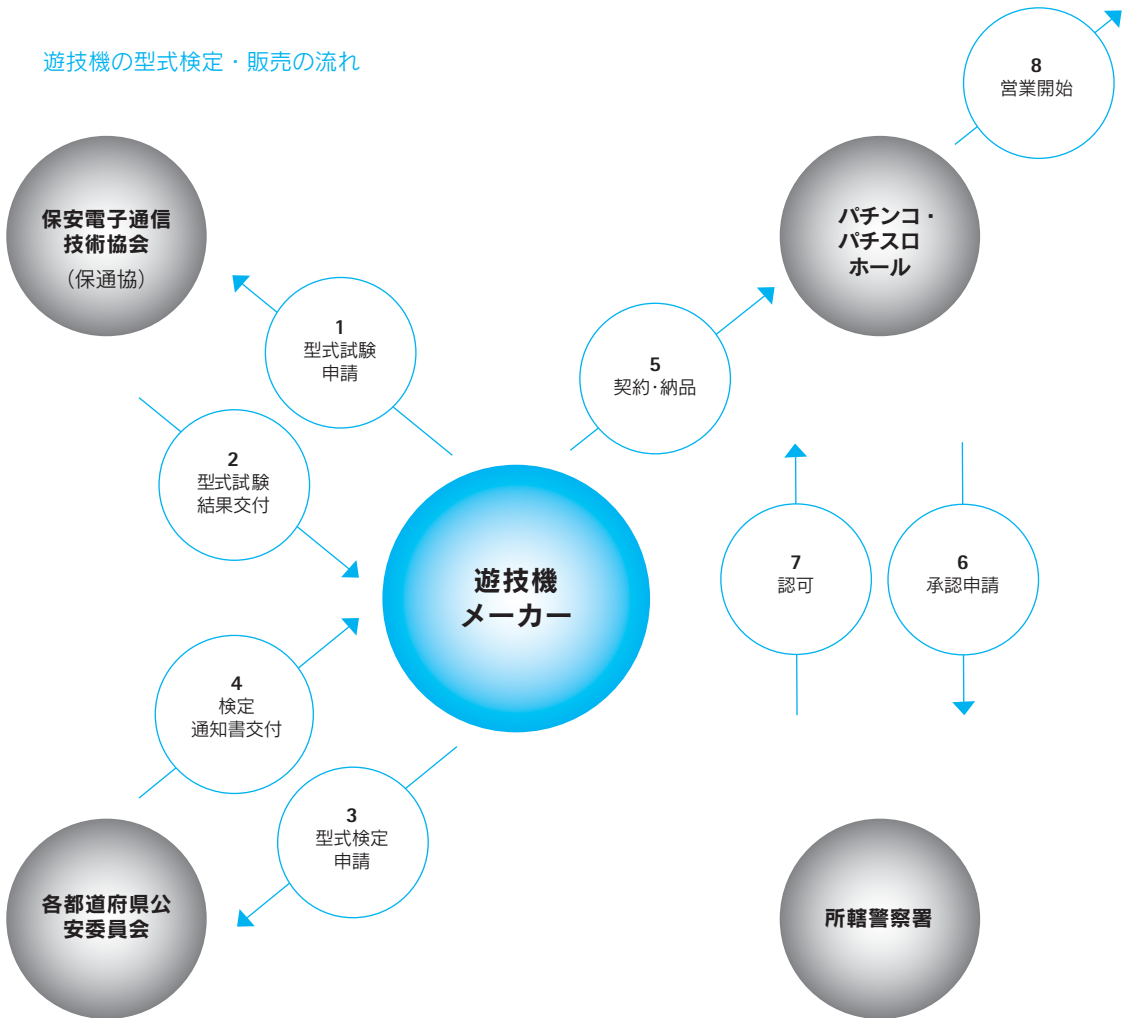 遊技機の型式検定・販売の流れ
8
営業開始
保安電子通信
技術協会
（保通協）
パチンコ・
パチスロ
ホール
1
型式試験
申請
5
契約・納品
2
型式試験
結果交付
遊技機
メーカー
7
認可
6
承認申請
4
検定
通知書交付
3
型式検定
申請
各都道府県公
安委員会
所轄警察署